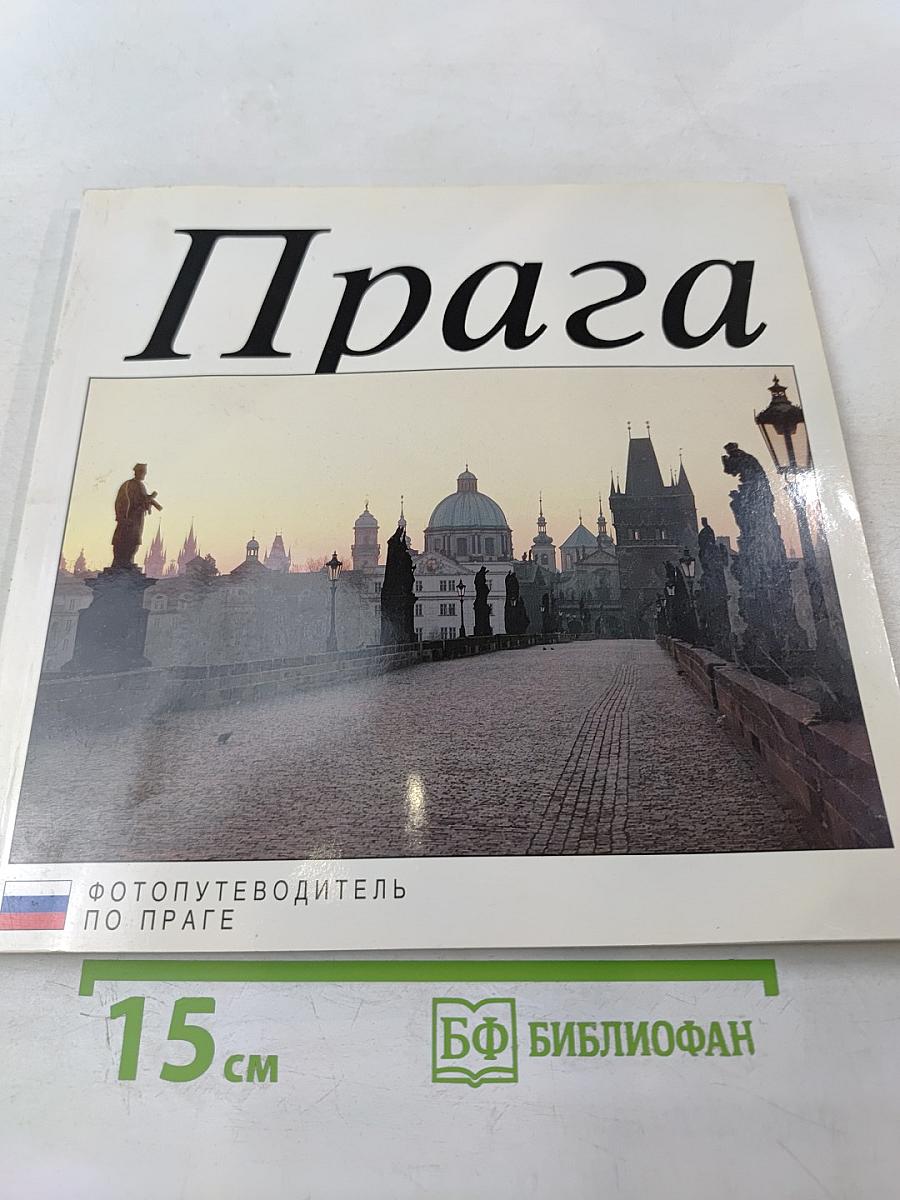 Прага
ФОТОПУТЕВОДИТЕЛЬ
ПО ПРАГЕ
15 см
БФ БИБЛИОФАН